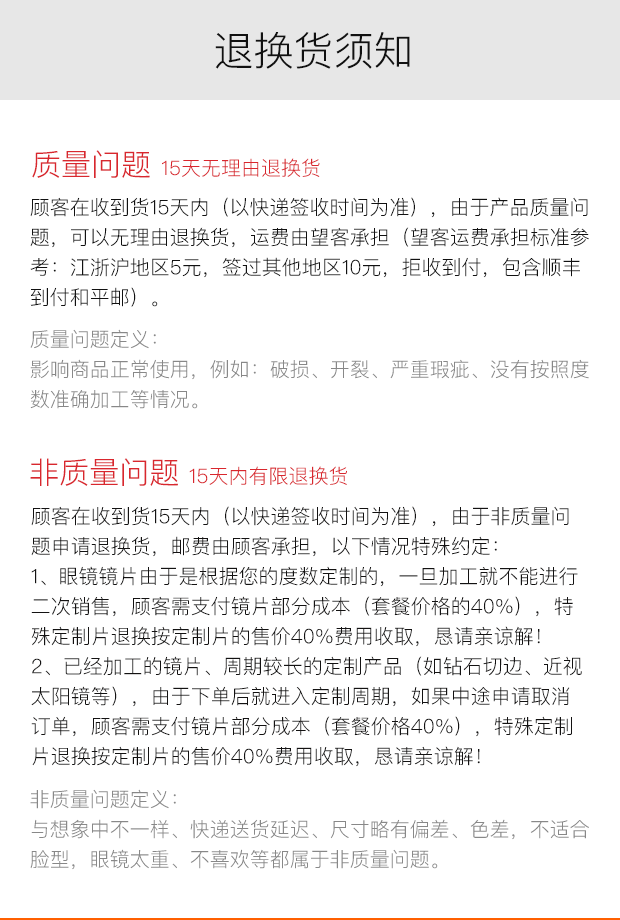 退换货须知
质量问题 15天无理由退换货
顾客在收到货15天内（以快递签收时间为准），由于产品质量问
题，可以无理由退换货，运费由望客承担（望客运费承担标准参
考：江浙沪地区5元，签过其他地区10元，拒收到付，包含顺丰
到付和平邮）。
质量问题定义：
影响商品正常使用，例如：破损、开裂、严重瑕疵、没有按照度
数准确加工等情况。
非质量问题 15天内有限退换货
顾客在收到货15天内（以快递签收时间为准），由于非质量问
题申请退换货，邮费由顾客承担，以下情况特殊约定：
1、眼镜镜片由于是根据您的度数定制的，一旦加工就不能进行
二次销售，顾客需支付镜片部分成本（套餐价格的40%），特
殊定制片退换按定制片的售价40%费用收取，恳请亲谅解！
2、已经加工的镜片、周期较长的定制产品（如钻石切边、近视
太阳镜等），由于下单后就进入定制周期，如果中途申请取消
订单，顾客需支付镜片部分成本（套餐价格40%），特殊定制
片退换按定制片的售价40%费用收取，恳请亲谅解！
非质量问题定义：
与想象中不一样、快递送货延迟、尺寸略有偏差、色差，不适合
脸型，眼镜太重、不喜欢等都属于非质量问题。